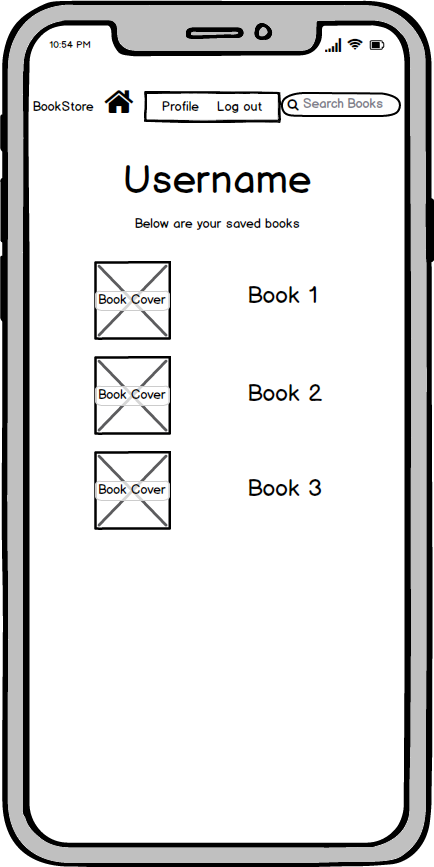 10:54 PM
BookStore Profile Log out Search Books
Username
Below are your saved books
Book Cover Book 1
Book Cover Book 2
Book Cover Book 3